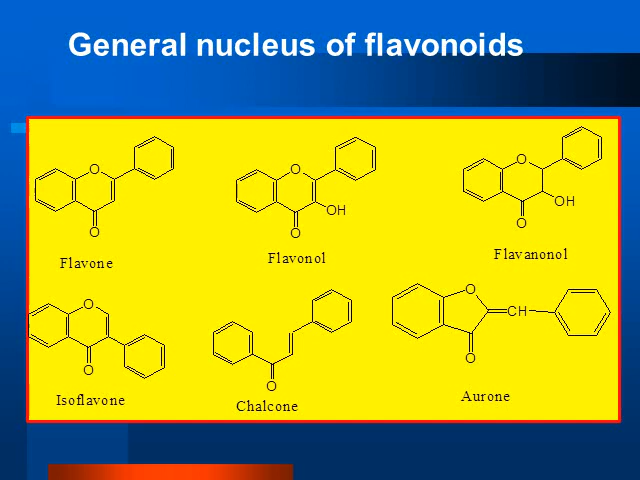 General nucleus of flavonoids
O
O
Flavone
O
OH
O
Flavonol
O
OH
O
Flavanonol
O
O
Isoflavone
O
Chalcone
O
CH
O
Aurone